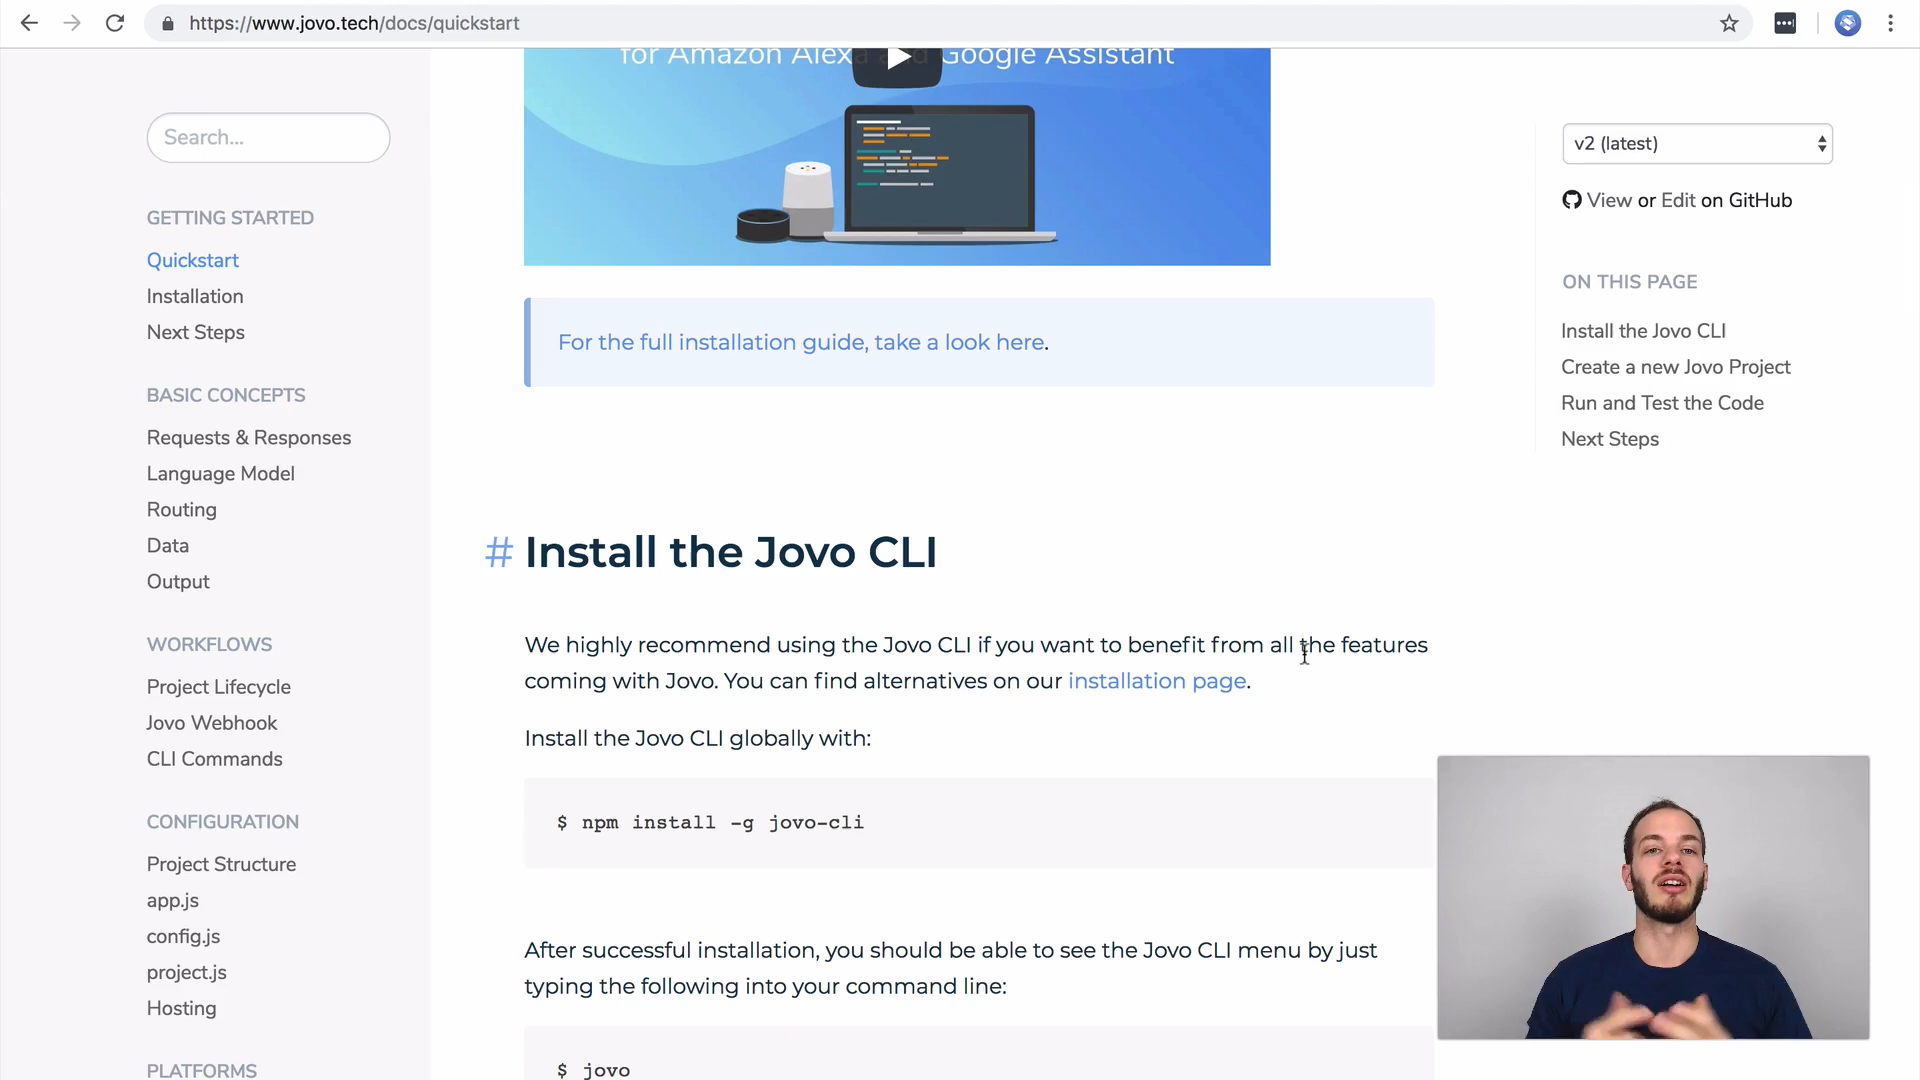 https://www.jovo.tech/docs/quickstart
for Amazon Alexa and Google Assistant
Search...
GETTING STARTED
Quickstart
Installation
Next Steps
BASIC CONCEPTS
Requests & Responses
Language Model
Routing
Data
Output
WORKFLOWS
Project Lifecycle
Jovo Webhook
CLI Commands
CONFIGURATION
Project Structure
app.js
config.js
project.js
Hosting
PLATFORMS
For the full installation guide, take a look here.
# Install the Jovo CLI
We highly recommend using the Jovo CLI if you want to benefit from all the features
coming with Jovo. You can find alternatives on our installation page.
Install the Jovo CLI globally with:
$ npm install -g jovo-cli
After successful installation, you should be able to see the Jovo CLI menu by just
typing the following into your command line:
$ jovo
v2 (latest)
View or Edit on GitHub
ON THIS PAGE
Install the Jovo CLI
Create a new Jovo Project
Run and Test the Code
Next Steps